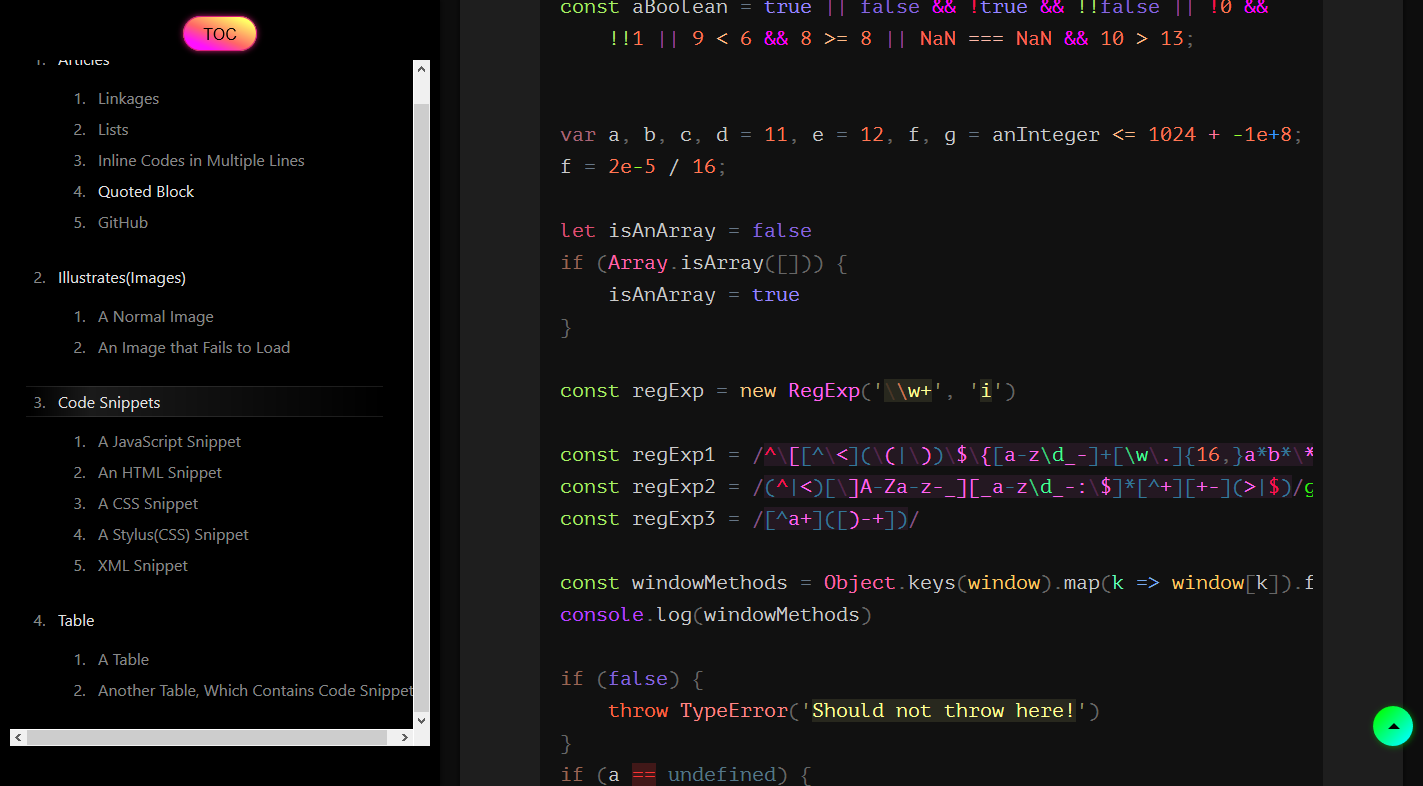 TOC
1. Articles
1. Linkages
2. Lists
3. Inline Codes in Multiple Lines
4. Quoted Block
5. GitHub
2. Illustrates(Images)
1. A Normal Image
2. An Image that Fails to Load
3. Code Snippets
1. A JavaScript Snippet
2. An HTML Snippet
3. A CSS Snippet
4. A Stylus(CSS) Snippet
5. XML Snippet
4. Table
1. A Table
2. Another Table, Which Contains Code Snippet
const aBoolean = true || false && !true && !!false || !0 &&
    !!1 || 9 < 6 && 8 >= 8 || NaN === NaN && 10 > 13;
var a, b, c, d = 11, e = 12, f, g = anInteger <= 1024 + -1e+8;
f = 2e-5 / 16;
let isAnArray = false
if (Array.isArray([])) {
    isAnArray = true
}
const regExp = new RegExp('\\w+', 'i')
const regExp1 = /^\[[^\<](\(|\))\$\{[a-z\d_-]+[\w\.]{16,}a*b*\*
const regExp2 = /(^|<)[\]A-Za-z-_][_a-z\d_-:\$]*[^+][+-](>|$)/g
const regExp3 = /[^a+]([)-+])/
const windowMethods = Object.keys(window).map(k => window[k]).f
console.log(windowMethods)
if (false) {
    throw TypeError('Should not throw here!')
}
if (a == undefined) {